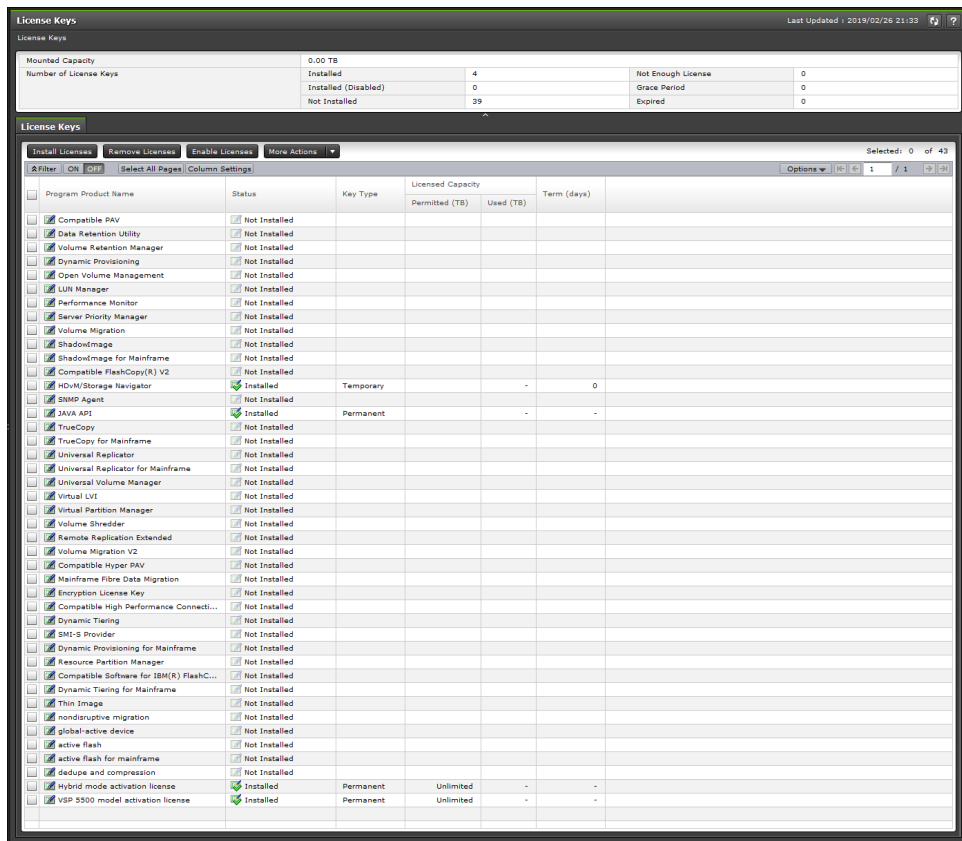 License Keys
Last Updated : 2019/02/26 21:33 ?
License Keys
Mounted Capacity 0.00 TB
Number of License Keys Installed 4 Not Enough License 0
Installed (Disabled) 0 Grace Period 0
Not Installed 39 Expired 0
License Keys
Install Licenses Remove Licenses Enable Licenses More Actions Selected: 0 of 43
Filter ON OFF Select All Pages Column Settings Options 1 / 1
Program Product Name Status Key Type Licensed Capacity Term (days)
Permitted (TB) Used (TB)
Compatible PAV Not Installed
Data Retention Utility Not Installed
Volume Retention Manager Not Installed
Dynamic Provisioning Not Installed
Open Volume Management Not Installed
LUN Manager Not Installed
Performance Monitor Not Installed
Server Priority Manager Not Installed
Volume Migration Not Installed
ShadowImage Not Installed
ShadowImage for Mainframe Not Installed
Compatible FlashCopy(R) V2 Not Installed
HDvM/Storage Navigator Installed Temporary - 0
SNMP Agent Not Installed
JAVA API Installed Permanent - -
TrueCopy Not Installed
TrueCopy for Mainframe Not Installed
Universal Replicator Not Installed
Universal Replicator for Mainframe Not Installed
Universal Volume Manager Not Installed
Virtual LVI Not Installed
Virtual Partition Manager Not Installed
Volume Shredder Not Installed
Remote Replication Extended Not Installed
Volume Migration V2 Not Installed
Compatible Hyper PAV Not Installed
Mainframe Fibre Data Migration Not Installed
Encryption License Key Not Installed
Compatible High Performance Connecti... Not Installed
Dynamic Tiering Not Installed
SMI-S Provider Not Installed
Dynamic Provisioning for Mainframe Not Installed
Resource Partition Manager Not Installed
Compatible Software for IBM(R) FlashC... Not Installed
Dynamic Tiering for Mainframe Not Installed
Thin Image Not Installed
nondisruptive migration Not Installed
global-active device Not Installed
active flash Not Installed
active flash for mainframe Not Installed
dedupe and compression Not Installed
Hybrid mode activation license Installed Permanent Unlimited - -
VSP 5500 model activation license Installed Permanent Unlimited - -